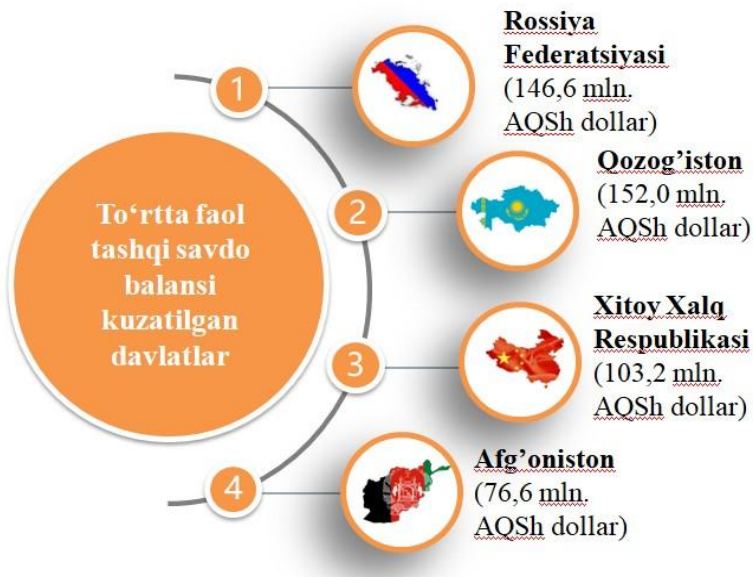 To‘rtta faol
tashqi savdo
balansi
kuzatilgan
davlatlar
1
Rossiya
Federatsiyasi
(146,6 mln.
AQSh dollar)
2
Qozog’iston
(152,0 mln.
AQSh dollar)
3
Xitoy Xalq
Respublikasi
(103,2 mln.
AQSh dollar)
4
Afg’oniston
(76,6 mln.
AQSh dollar)